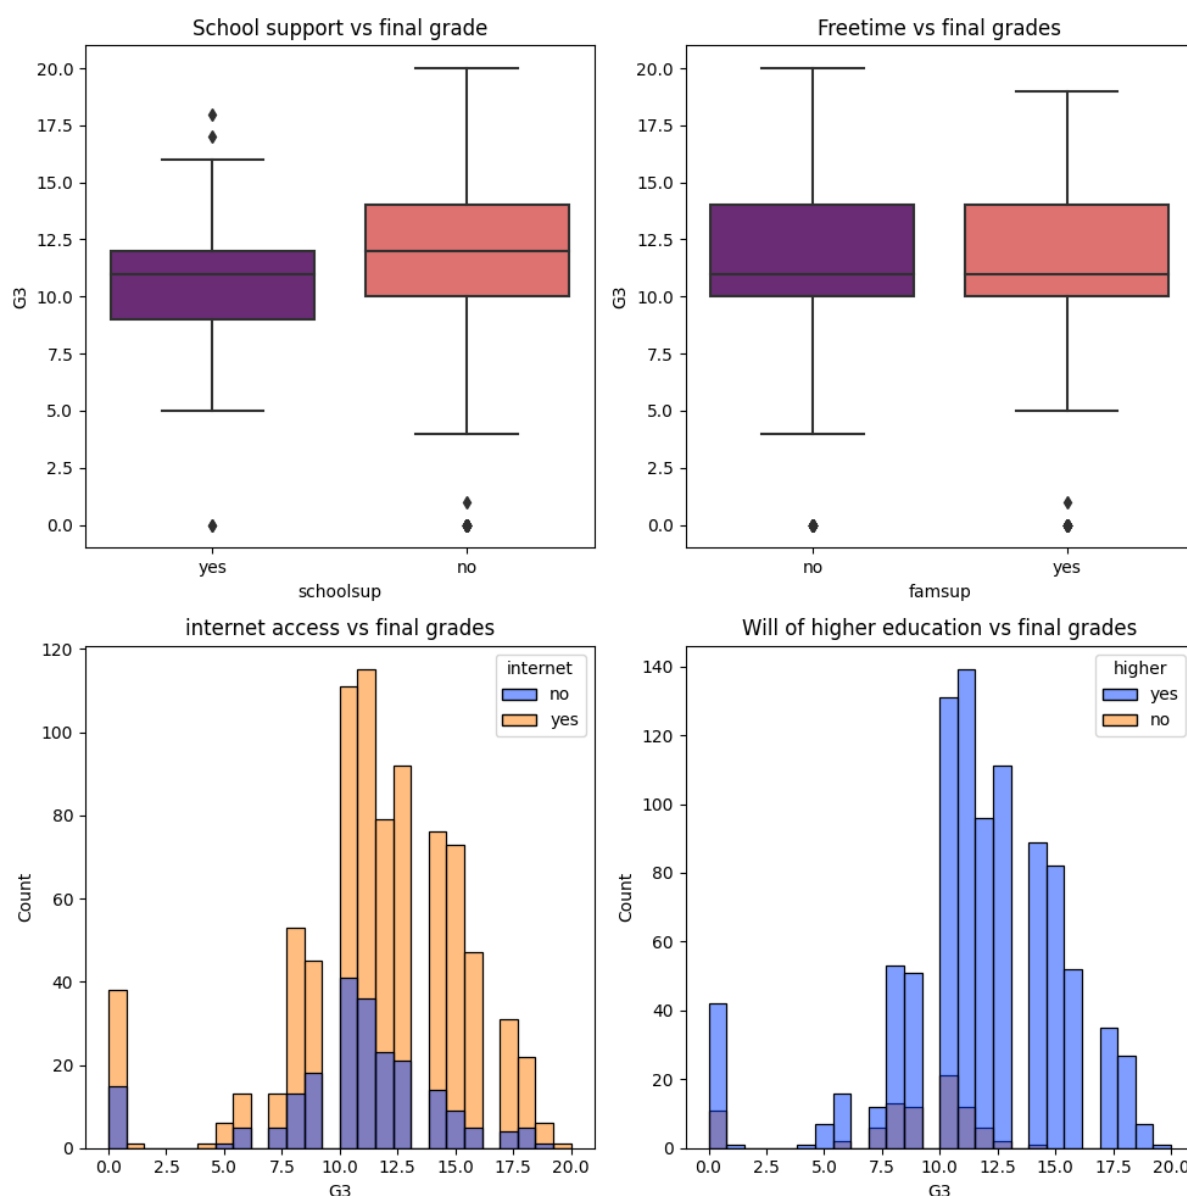 School support vs final grade
20.0
17.5
15.0
12.5
10.0
7.5
5.0
2.5
0.0
G3
yes no
schoolsup
Freetime vs final grades
20.0
17.5
15.0
12.5
10.0
7.5
5.0
2.5
0.0
G3
no yes
famsup
internet access vs final grades
120
100
80
60
40
20
0
Count
internet
no
yes
0.0 2.5 5.0 7.5 10.0 12.5 15.0 17.5 20.0
G3
Will of higher education vs final grades
140
120
100
80
60
40
20
0
Count
higher
yes
no
0.0 2.5 5.0 7.5 10.0 12.5 15.0 17.5 20.0
G3